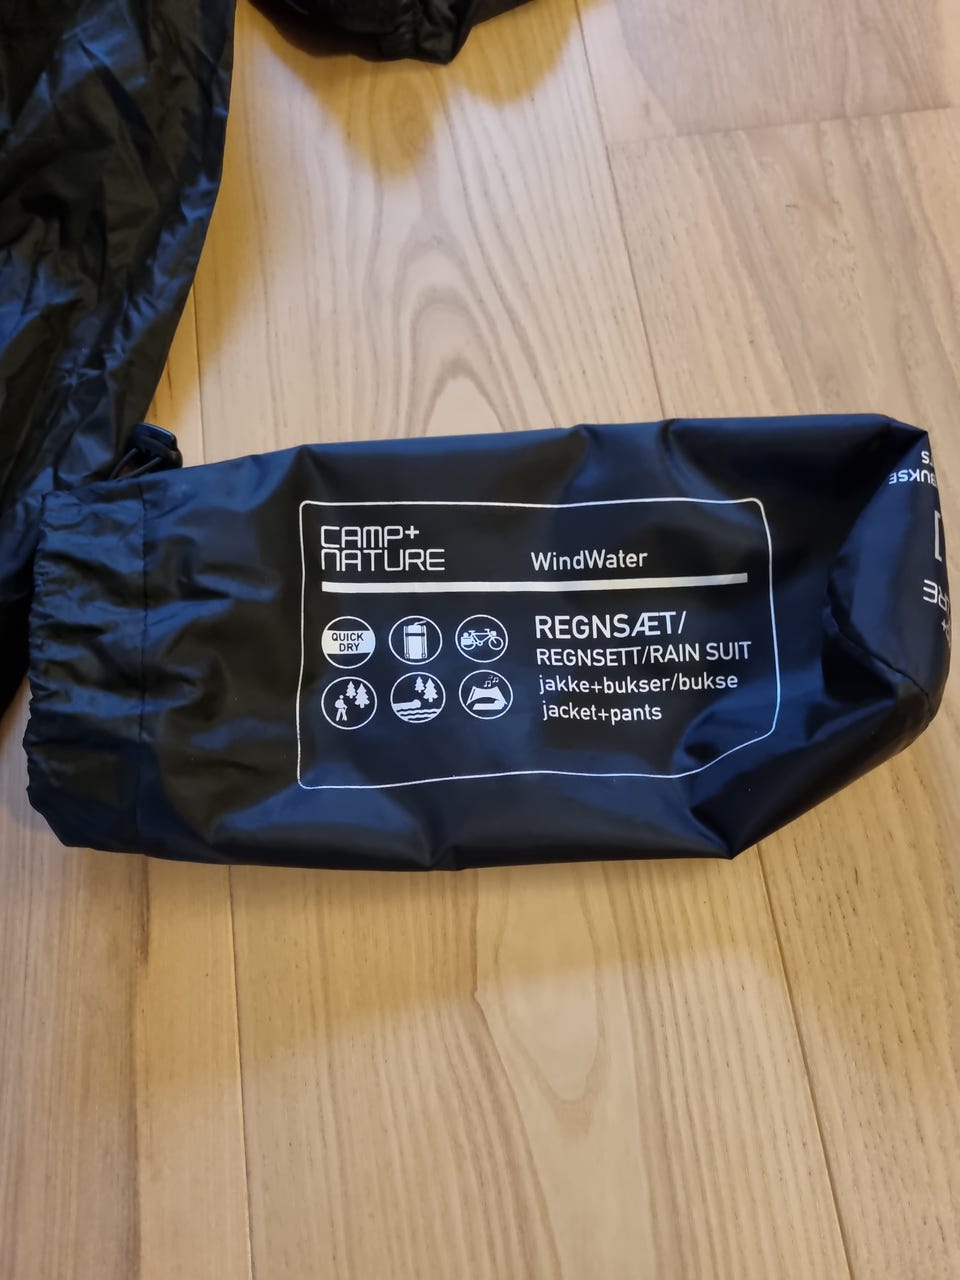 CAMP+
NATURE
WindWater
QUICK
DRY
REGNSÆT/
REGNSETT/RAIN SUIT
jakke+bukser/bukse
jacket+pants